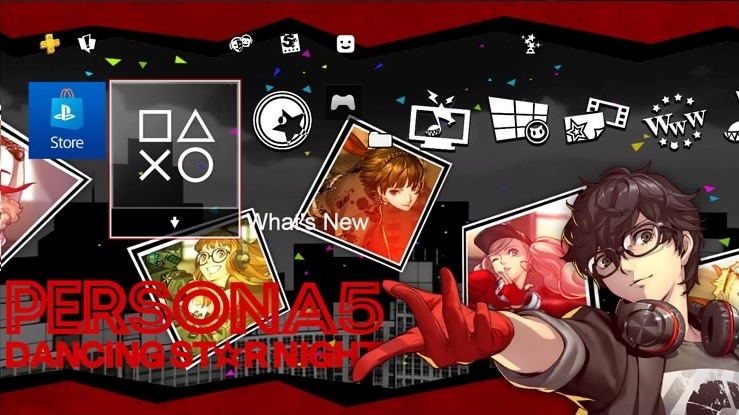 Store
What's New
WWW
PERSONA5
DANCING ST☆R NIGHT